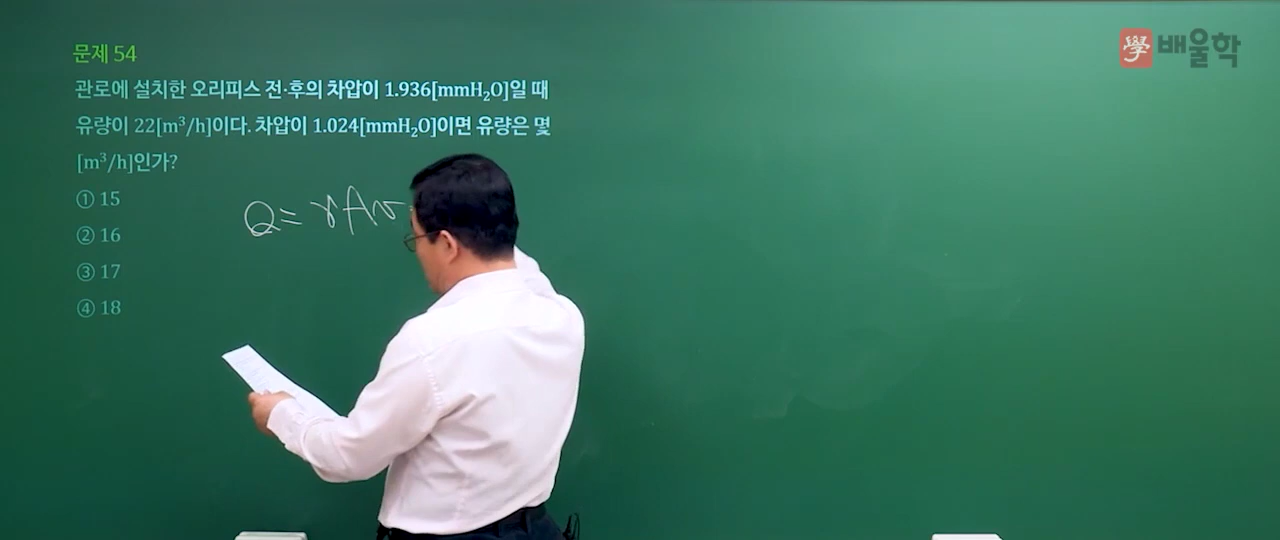 學 배울학
문제 54
관로에 설치한 오리피스 전·후의 차압이 1.936[mmH₂O]일 때
유량이 22[m³/h]이다. 차압이 1.024[mmH₂O]이면 유량은 몇
[m³/h]인가?
① 15
② 16
③ 17
④ 18
Q = γAv